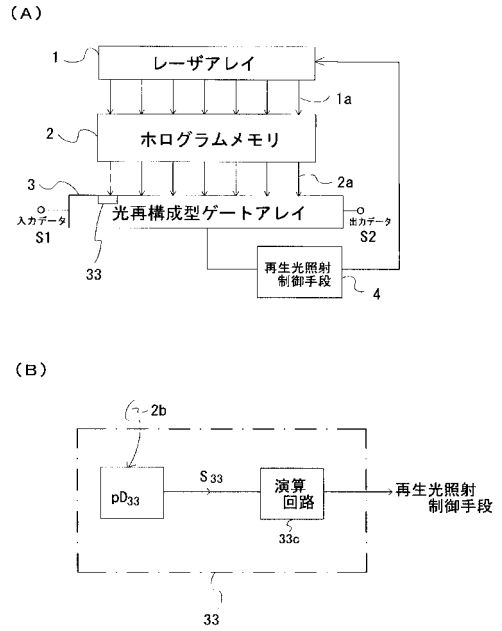 (A)
1
レーザアレイ
1a
2
ホログラムメモリ
2a
3
光再構成型ゲートアレイ
入力データ
S1
33
出力データ
S2
再生光照射
制御手段
4
(B)
2b
pD33
S33
演算
回路
33c
再生光照射
制御手段
33